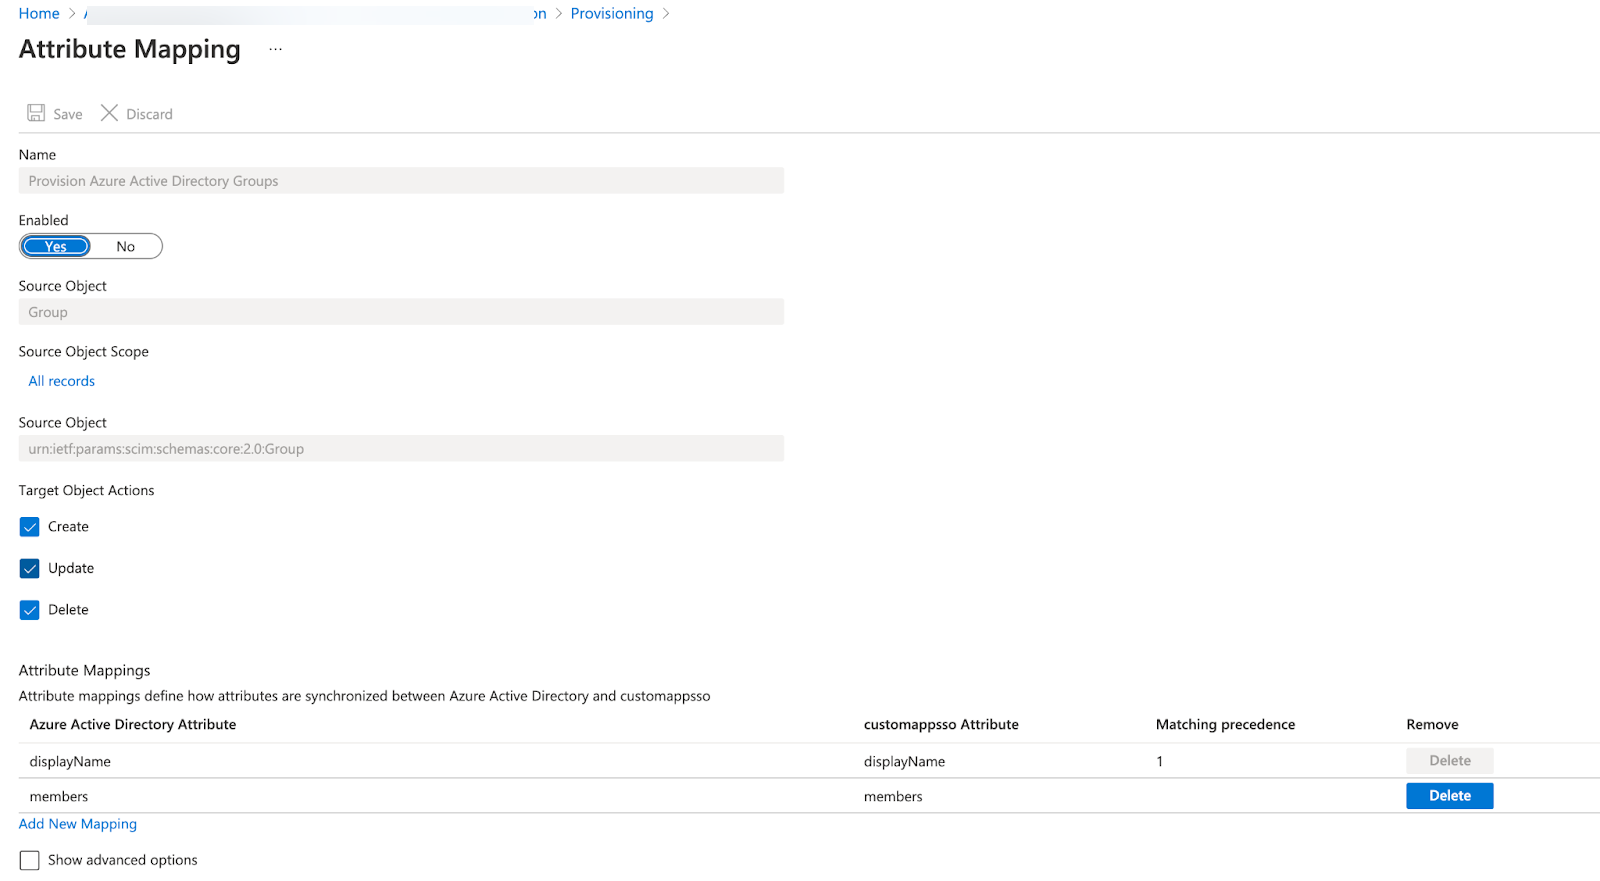 Home > on > Provisioning >
Attribute Mapping ...
Save Discard
Name
Provision Azure Active Directory Groups
Enabled
Yes No
Source Object
Group
Source Object Scope
All records
Source Object
urn:ietf:params:scim:schemas:core:2.0:Group
Target Object Actions
Create
Update
Delete
Attribute Mappings
Attribute mappings define how attributes are synchronized between Azure Active Directory and customappsso
Azure Active Directory Attribute customappsso Attribute Matching precedence Remove
displayName displayName 1 Delete
members members Delete
Add New Mapping
Show advanced options